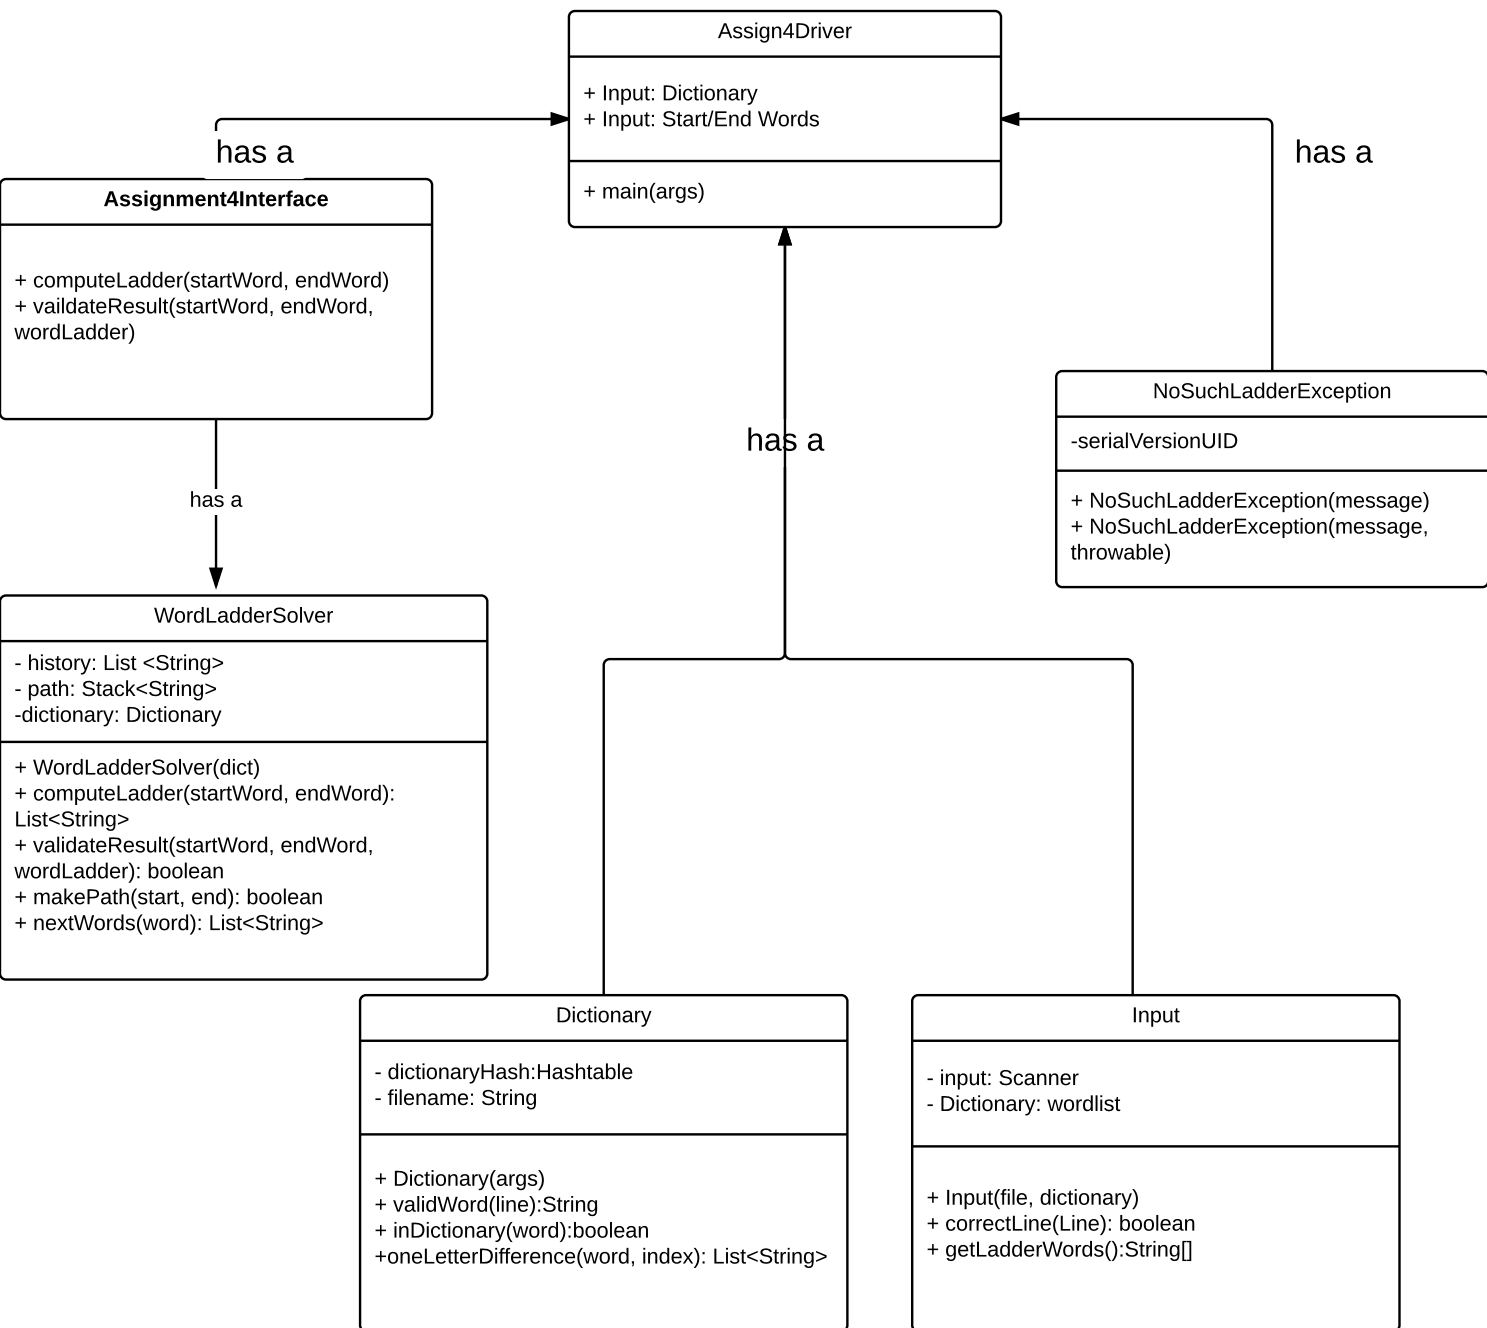 Assign4Driver
+ Input: Dictionary
+ Input: Start/End Words
+ main(args)
has a
has a
Assignment4Interface
+ computeLadder(startWord, endWord)
+ vaildateResult(startWord, endWord,
wordLadder)
has a
NoSuchLadderException
-serialVersionUID
+ NoSuchLadderException(message)
+ NoSuchLadderException(message,
throwable)
has a
WordLadderSolver
- history: List <String>
- path: Stack<String>
-dictionary: Dictionary
+ WordLadderSolver(dict)
+ computeLadder(startWord, endWord):
List<String>
+ validateResult(startWord, endWord,
wordLadder): boolean
+ makePath(start, end): boolean
+ nextWords(word): List<String>
Dictionary
- dictionaryHash:Hashtable
- filename: String
+ Dictionary(args)
+ validWord(line):String
+ inDictionary(word):boolean
+oneLetterDifference(word, index): List<String>
Input
- input: Scanner
- Dictionary: wordlist
+ Input(file, dictionary)
+ correctLine(Line): boolean
+ getLadderWords():String[]